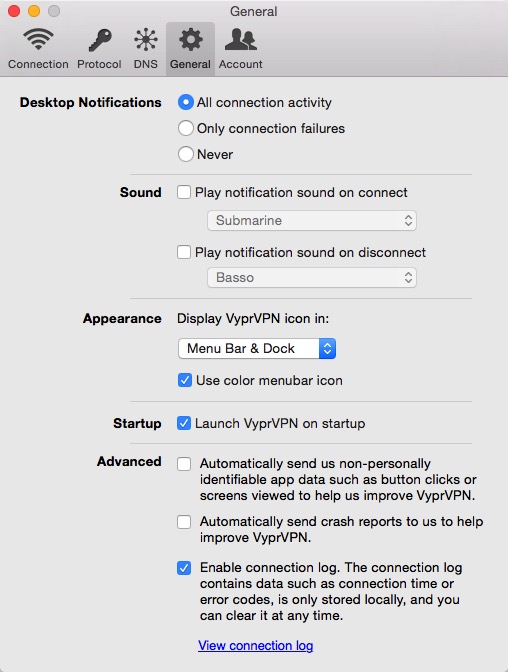 General
Connection Protocol DNS General Account
Desktop Notifications All connection activity
Only connection failures
Never
Sound Play notification sound on connect
Submarine
Play notification sound on disconnect
Basso
Appearance Display VyprVPN icon in:
Menu Bar & Dock
Use color menubar icon
Startup Launch VyprVPN on startup
Advanced Automatically send us non-personally
identifiable app data such as button clicks or
screens viewed to help us improve VyprVPN.
Automatically send crash reports to us to help
improve VyprVPN.
Enable connection log. The connection log
contains data such as connection time or
error codes, is only stored locally, and you
can clear it at any time.
View connection log